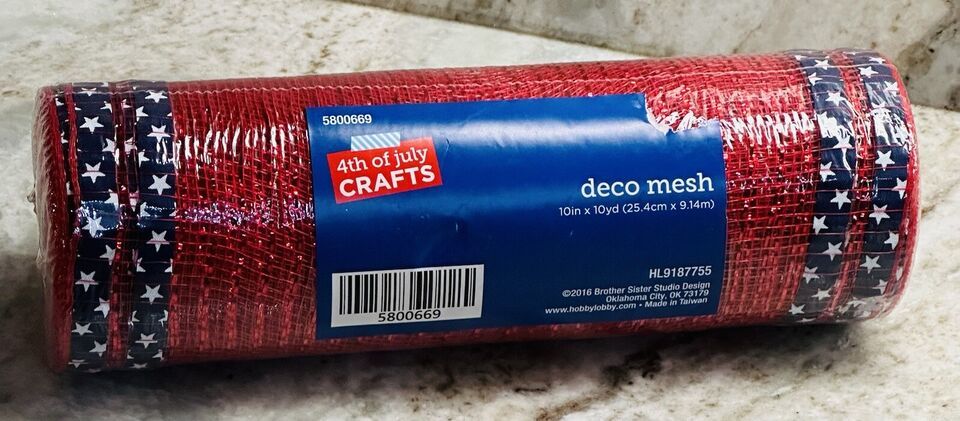 5800669
4th of july
CRAFTS
deco mesh
10in x 10yd (25.4cm x 9.14m)
HL9187755
©2016 Brother Sister Studio Design
Oklahoma City, OK 73179
www.hobbylobby.com • Made in Taiwan
5800669